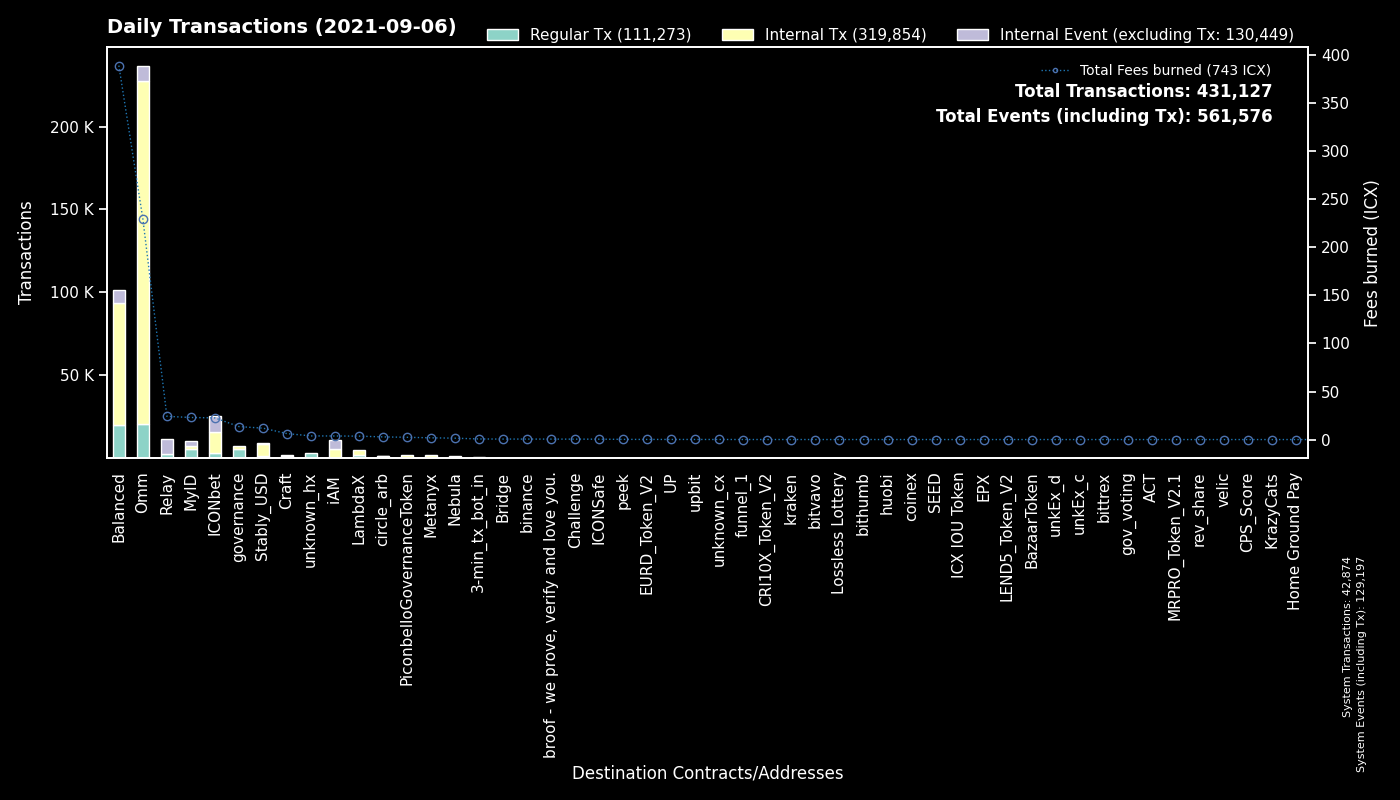 Daily Transactions (2021-09-06)
Regular Tx (111,273)
Internal Tx (319,854)
Internal Event (excluding Tx: 130,449)
Total Fees burned (743 ICX)
Total Transactions: 431,127
Total Events (including Tx): 561,576
Transactions
200 K
150 K
100 K
50 K
400
350
300
250
200
150
100
50
0
Fees burned (ICX)
Balanced
Omm
Relay
MyID
ICONbet
governance
Stably_USD
Craft
unknown_hx
iAM
LambdaX
circle_arb
PiconbelloGovernanceToken
Metanyx
Nebula
3-min_tx_bot_in
Bridge
binance
broof - we prove, verify and love you.
Challenge
ICONSafe
peek
EURD_Token_V2
UP
upbit
unknown_cx
funnel_1
CRI10X_Token_V2
kraken
bitvavo
Lossless Lottery
bithumb
huobi
coinex
SEED
ICX IOU Token
EPX
LEND5_Token_V2
BazaarToken
unkEx_d
unkEx_c
bittrex
gov_voting
ACT
MRPRO_Token_V2.1
rev_share
velic
CPS_Score
KrazyCats
Home Ground Pay
Destination Contracts/Addresses
System Transactions: 42,874
System Events (including Tx): 129,197